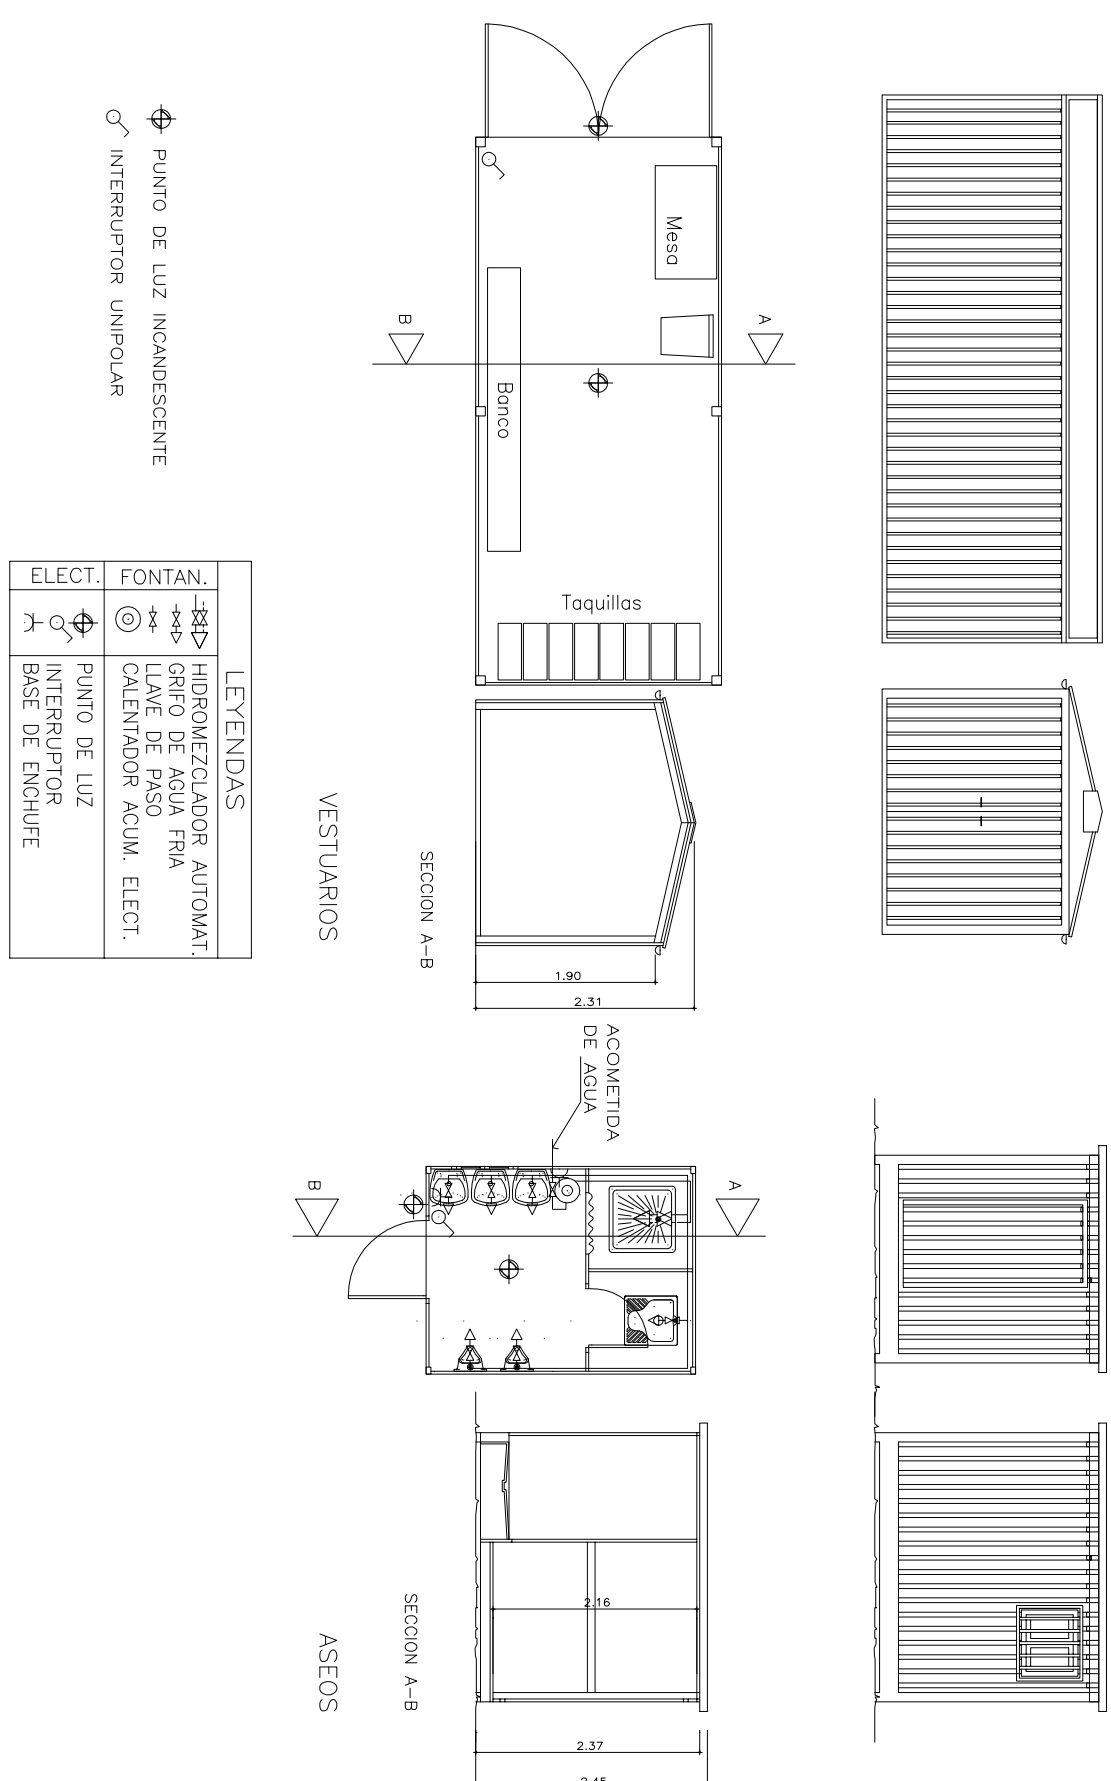 PUNTO DE LUZ INCANDESCENTE
INTERRUPTOR UNIPOLAR
Mesa
A
B
Banco
Taquillas
SECCION A-B
VESTUARIOS
1.90
2.31
LEYENDAS
FONTAN.
HIDROMEZCLADOR AUTOMAT.
GRIFO DE AGUA FRIA
LLAVE DE PASO
CALENTADOR ACUM. ELECT.
ELECT.
PUNTO DE LUZ
INTERRUPTOR
BASE DE ENCHUFE
ACOMETIDA
DE AGUA
A
B
2.16
SECCION A-B
ASEOS
2.37
2.45